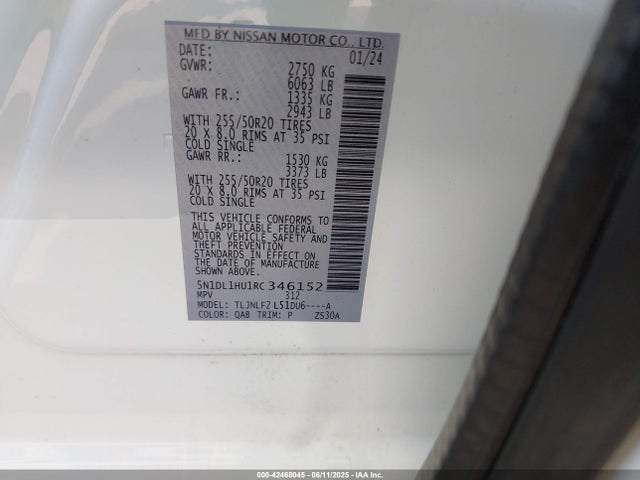 MFD BY NISSAN MOTOR CO., LTD.
DATE: 01/24
GVWR: 2750 KG
6063 LB
GAWR FR.: 1335 KG
2943 LB
WITH 255/50R20 TIRES
20 X 8.0 RIMS AT 35 PSI
COLD SINGLE
GAWR RR.: 1530 KG
3373 LB
WITH 255/50R20 TIRES
20 X 8.0 RIMS AT 35 PSI
COLD SINGLE
THIS VEHICLE CONFORMS TO
ALL APPLICABLE FEDERAL
MOTOR VEHICLE SAFETY AND
THEFT PREVENTION
STANDARDS IN EFFECT ON
THE DATE OF MANUFACTURE
SHOWN ABOVE.
5N1DL1HU1RC346152
MPV 312
MODEL: TLJNLF2 L51DU6----A
COLOR: QAB TRIM: P ZS30A
000-42468045 - 06/11/2025 - IAA Inc.